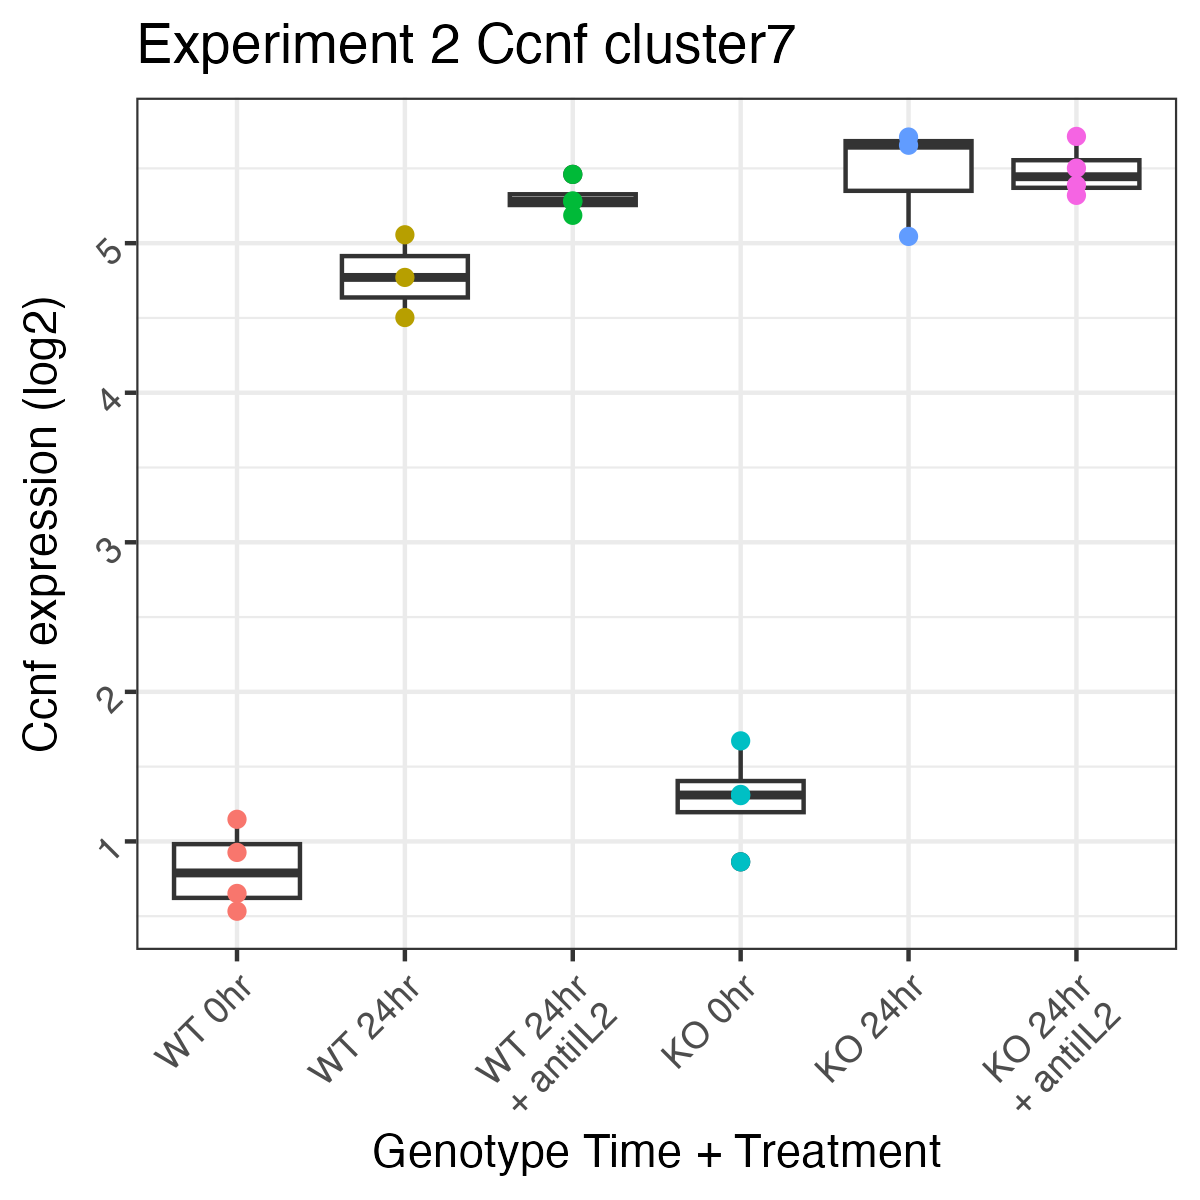 Experiment 2 Ccnf cluster7
Ccnf expression (log2)
5
4
3
2
1
WT 0hr
WT 24hr
WT 24hr
+ antiIL2
KO 0hr
KO 24hr
KO 24hr
+ antiIL2
Genotype Time + Treatment